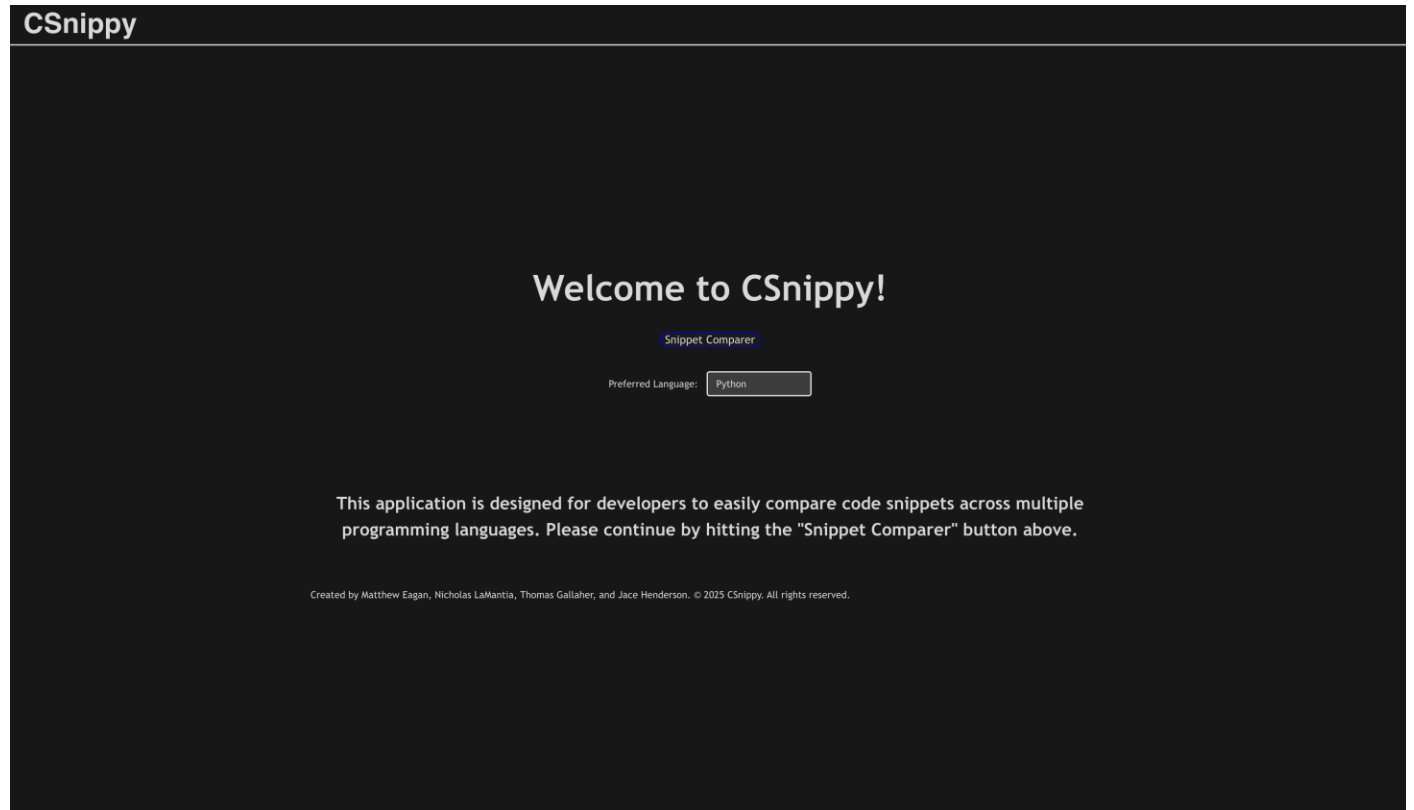 CSnippy
Welcome to CSnippy!
Snippet Comparer
Preferred Language: Python
This application is designed for developers to easily compare code snippets across multiple
programming languages. Please continue by hitting the "Snippet Comparer" button above.
Created by Matthew Eagan, Nicholas LaMantia, Thomas Gallaher, and Jace Henderson. © 2025 CSnippy. All rights reserved.